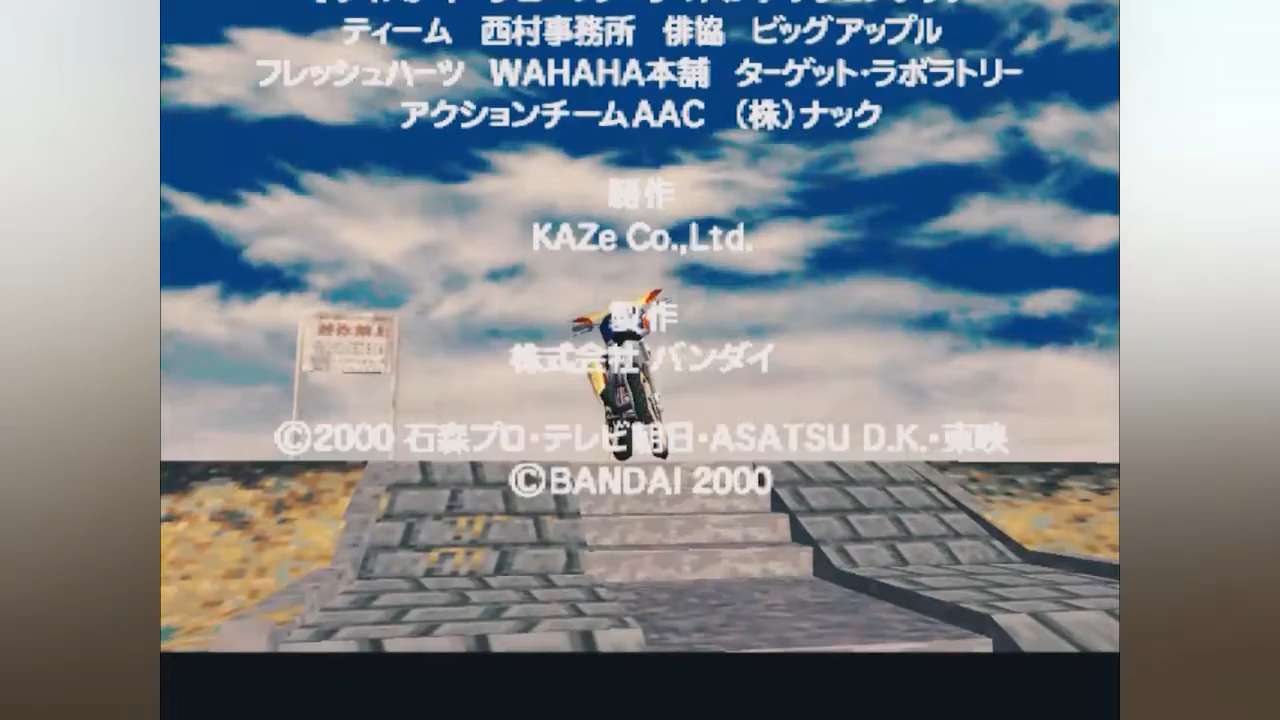 ティーム 西村事務所 俳協 ビッグアップル
フレッシュハーツ WAHAHA本舗 ターゲット・ラボラトリー
アクションチームAAC (株)ナック
製作
KAZe Co.,Ltd.
製作
株式会社 バンダイ
©2000 石森プロ・テレビ朝日・ASATSU D.K.・東映
©BANDAI 2000